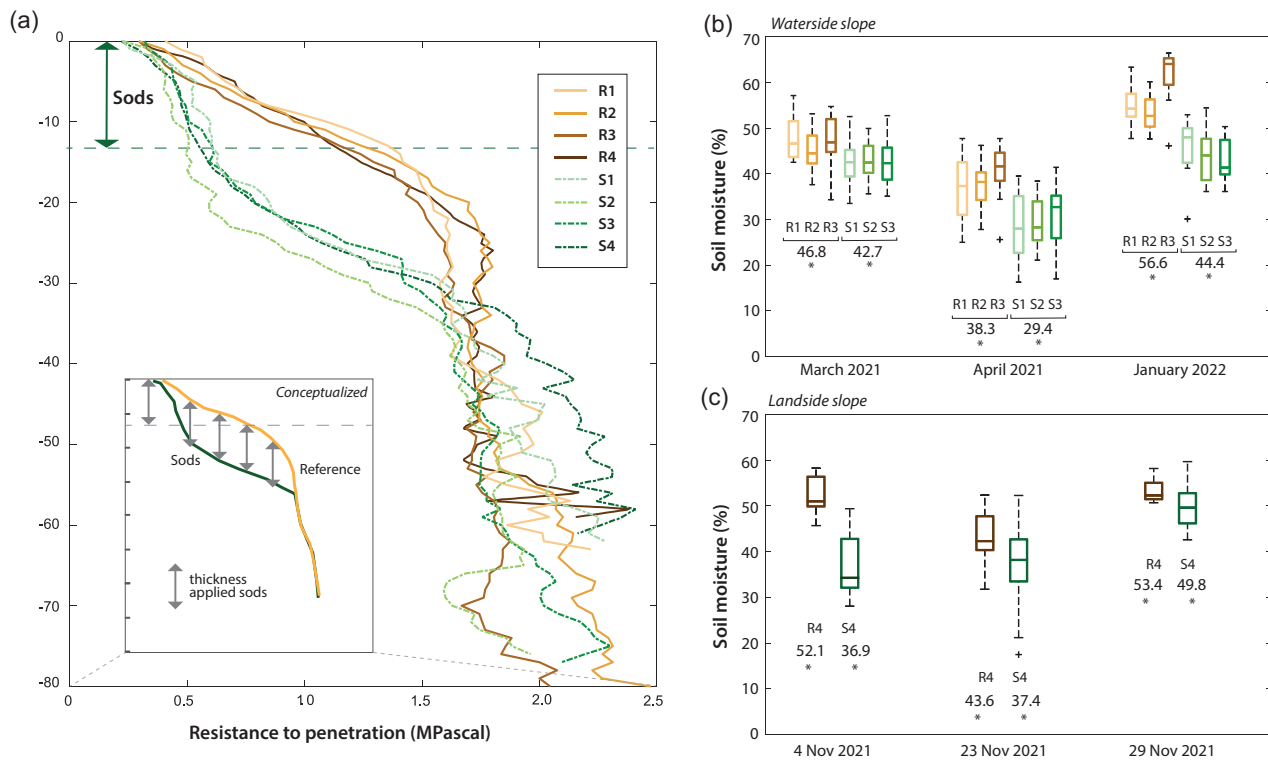 (a)
0
-10
-20
-30
-40
-50
-60
-70
-80
0
0.5
1.0
1.5
2.0
2.5
Resistance to penetration (MPascal)
Sods
R1
R2
R3
R4
S1
S2
S3
S4
Conceptualized
Sods
Reference
thickness
applied sods
(b)
Waterside slope
Soil moisture (%)
70
60
50
40
30
20
10
0
R1 R2 R3 S1 S2 S3
46.8 42.7
* *
R1 R2 R3 S1 S2 S3
38.3 29.4
* *
R1 R2 R3 S1 S2 S3
56.6 44.4
* *
March 2021
April 2021
January 2022
(c)
Landside slope
Soil moisture (%)
70
60
50
40
30
20
10
0
R4 S4
52.1 36.9
* *
R4 S4
43.6 37.4
* *
R4 S4
53.4 49.8
* *
4 Nov 2021
23 Nov 2021
29 Nov 2021